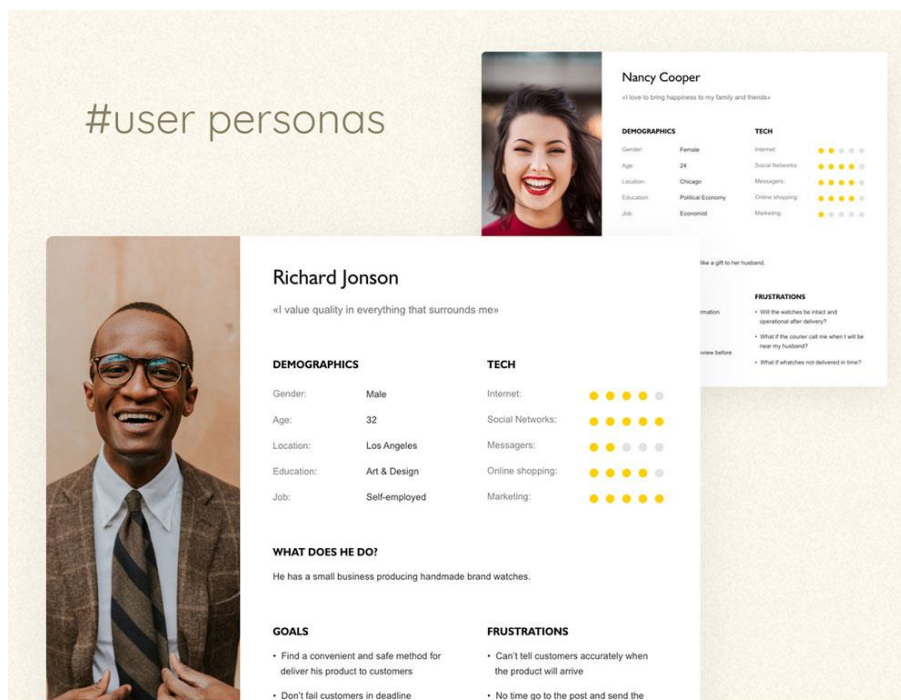 #user personas
Nancy Cooper
«I love to bring happiness to my family and friends»
DEMOGRAPHICS
Gender: Female
Age: 24
Location: Chicago
Education: Political Economy
Job: Economist
TECH
Internet:
Social Networks:
Messagers:
Online shopping:
Marketing:
like a gift to her husband.
rmation
nview before
FRUSTRATIONS
• Will the watches be intact and
operational after delivery?
• What if the courier call me when I will be
near my husband?
• What if whatches not delivered in time?
Richard Jonson
«I value quality in everything that surrounds me»
DEMOGRAPHICS
Gender: Male
Age: 32
Location: Los Angeles
Education: Art & Design
Job: Self-employed
TECH
Internet:
Social Networks:
Messagers:
Online shopping:
Marketing:
WHAT DOES HE DO?
He has a small business producing handmade brand watches.
GOALS
• Find a convenient and safe method for
deliver his product to customers
• Don't fail customers in deadline
FRUSTRATIONS
• Can't tell customers accurately when
the product will arrive
• No time go to the post and send the